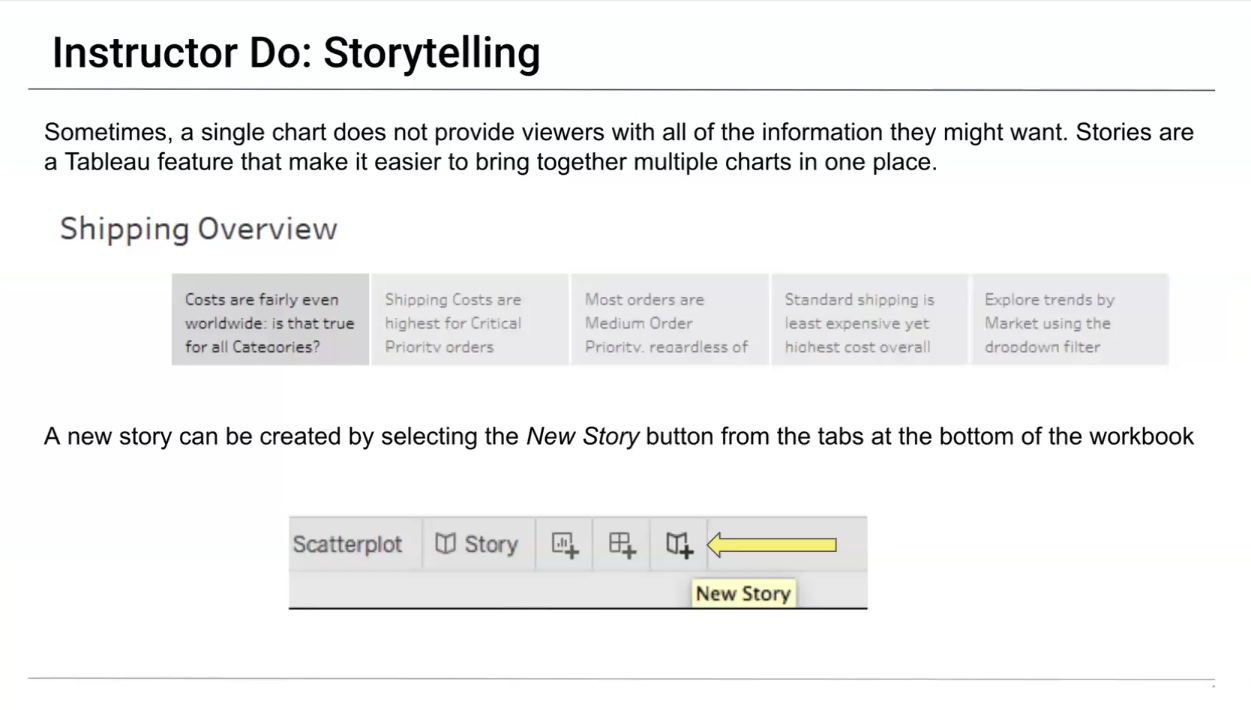 Instructor Do: Storytelling
Sometimes, a single chart does not provide viewers with all of the information they might want. Stories are
a Tableau feature that make it easier to bring together multiple charts in one place.
Shipping Overview
Costs are fairly even
worldwide: is that true
for all Categories?
Shipping Costs are
highest for Critical
Priority orders
Most orders are
Medium Order
Priority, regardless of
Standard shipping is
least expensive yet
highest cost overall
Explore trends by
Market using the
dropdown filter
A new story can be created by selecting the New Story button from the tabs at the bottom of the workbook
Scatterplot Story
New Story